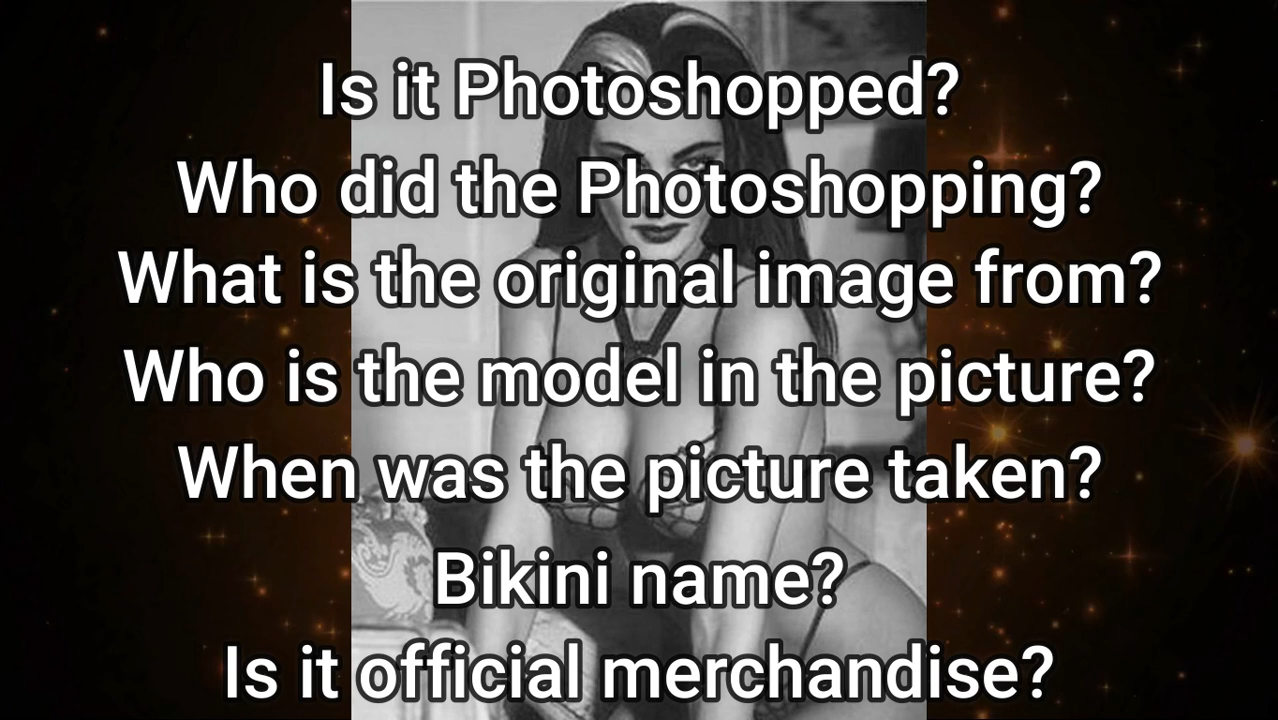 Is it Photoshopped?
Who did the Photoshopping?
What is the original image from?
Who is the model in the picture?
When was the picture taken?
Bikini name?
Is it official merchandise?